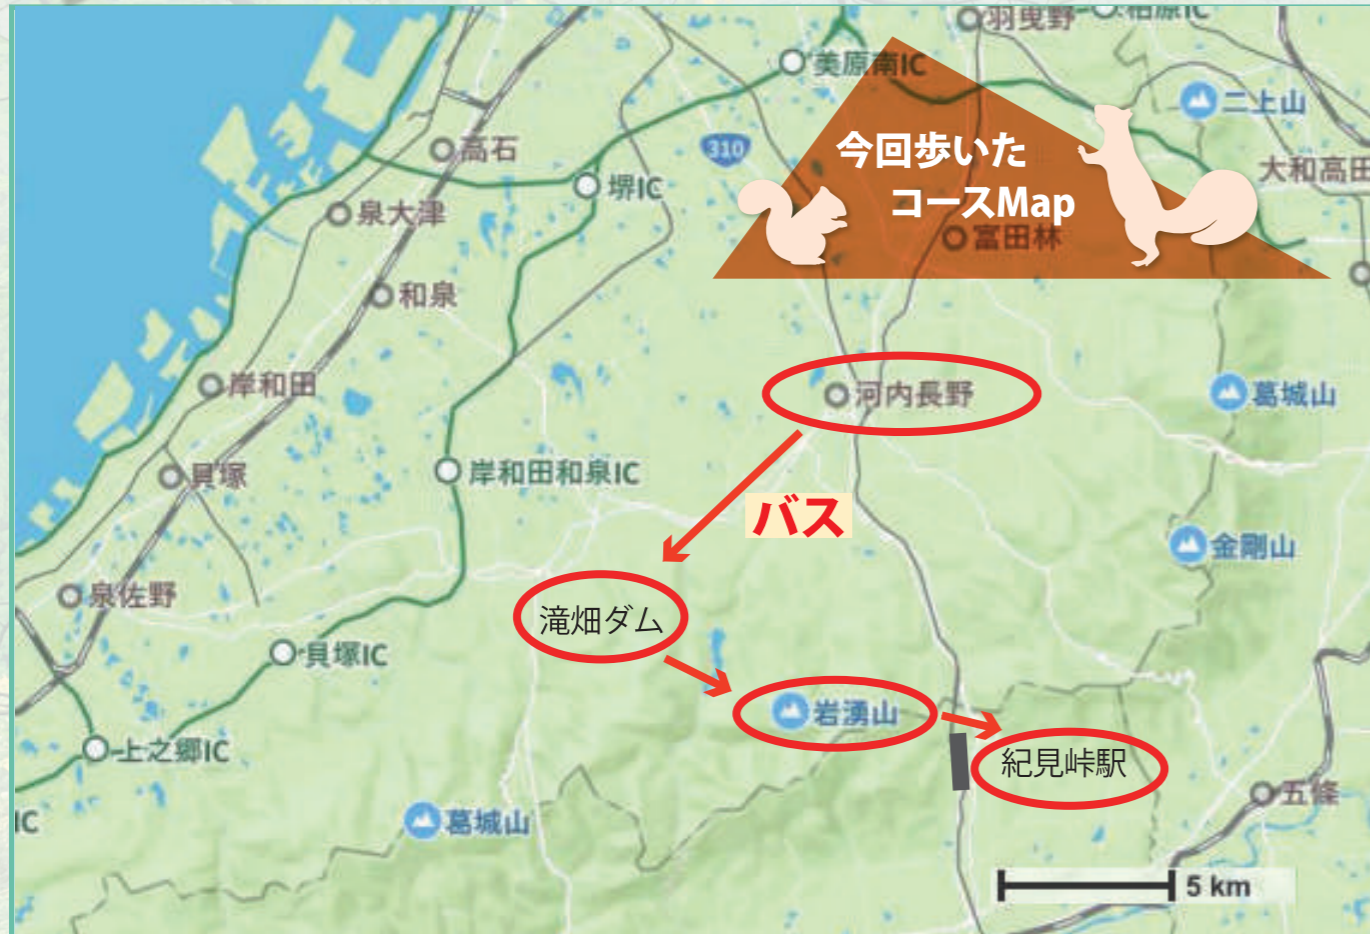 羽曳野
柏原IC
美原南IC
二上山
310
高石
今回歩いた
コースMap
大和高田
堺IC
泉大津
富田林
和泉
岸和田
河内長野
葛城山
貝塚
岸和田和泉IC
バス
金剛山
泉佐野
滝畑ダム
貝塚IC
岩湧山
上之郷IC
紀見峠駅
五條
IC
葛城山
5 km